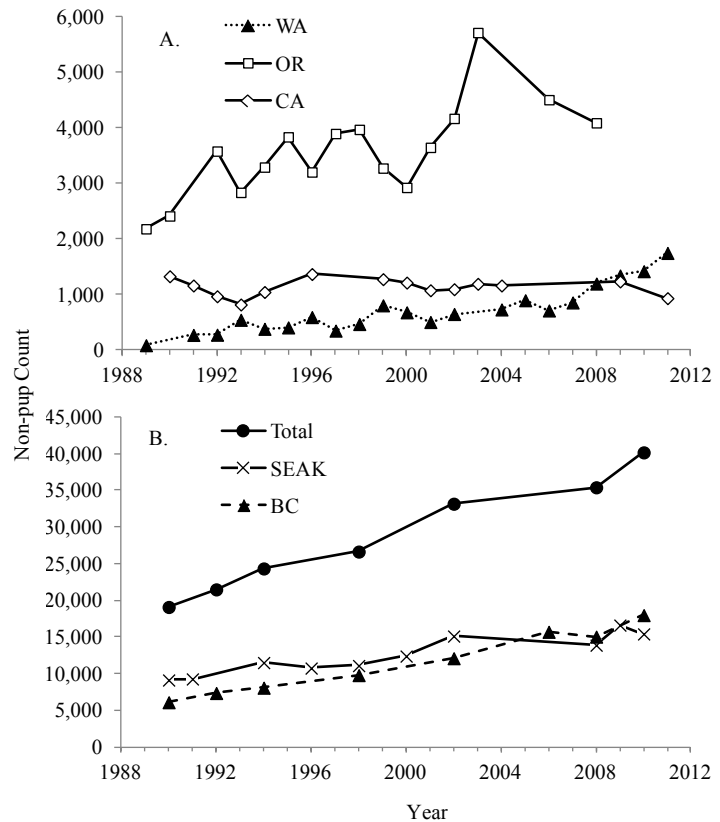 6,000
WA
A.
5,000
OR
CA
4,000
3,000
2,000
1,000
0
1988 1992 1996 2000 2004 2008 2012
Non-pup Count
45,000
B.
Total
40,000
SEAK
35,000
BC
30,000
25,000
20,000
15,000
10,000
5,000
0
1988 1992 1996 2000 2004 2008 2012
Year